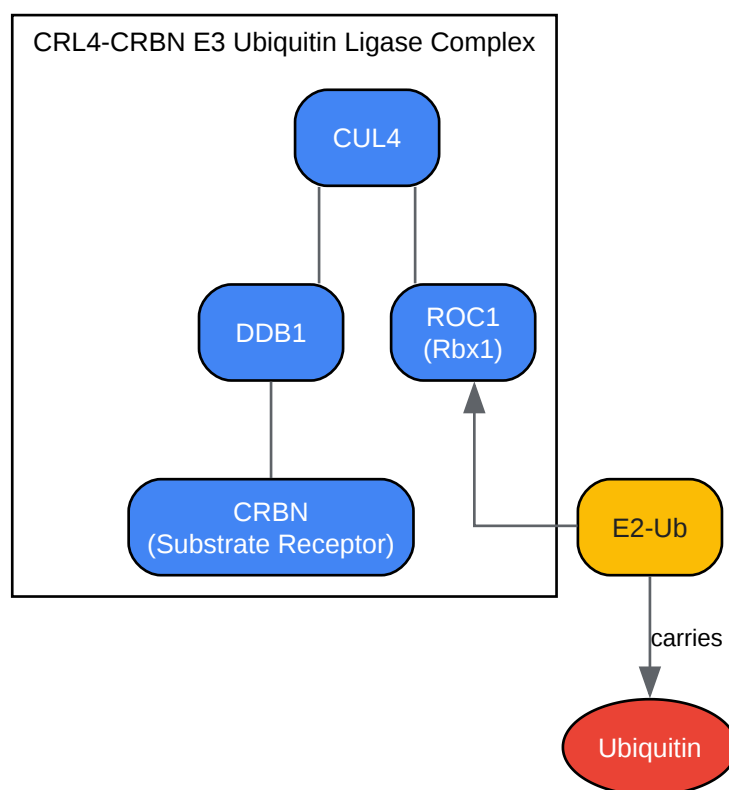 CRL4-CRBN E3 Ubiquitin Ligase Complex
CUL4
DDB1
ROC1
(Rbx1)
CRBN
(Substrate Receptor)
E2-Ub
carries
Ubiquitin